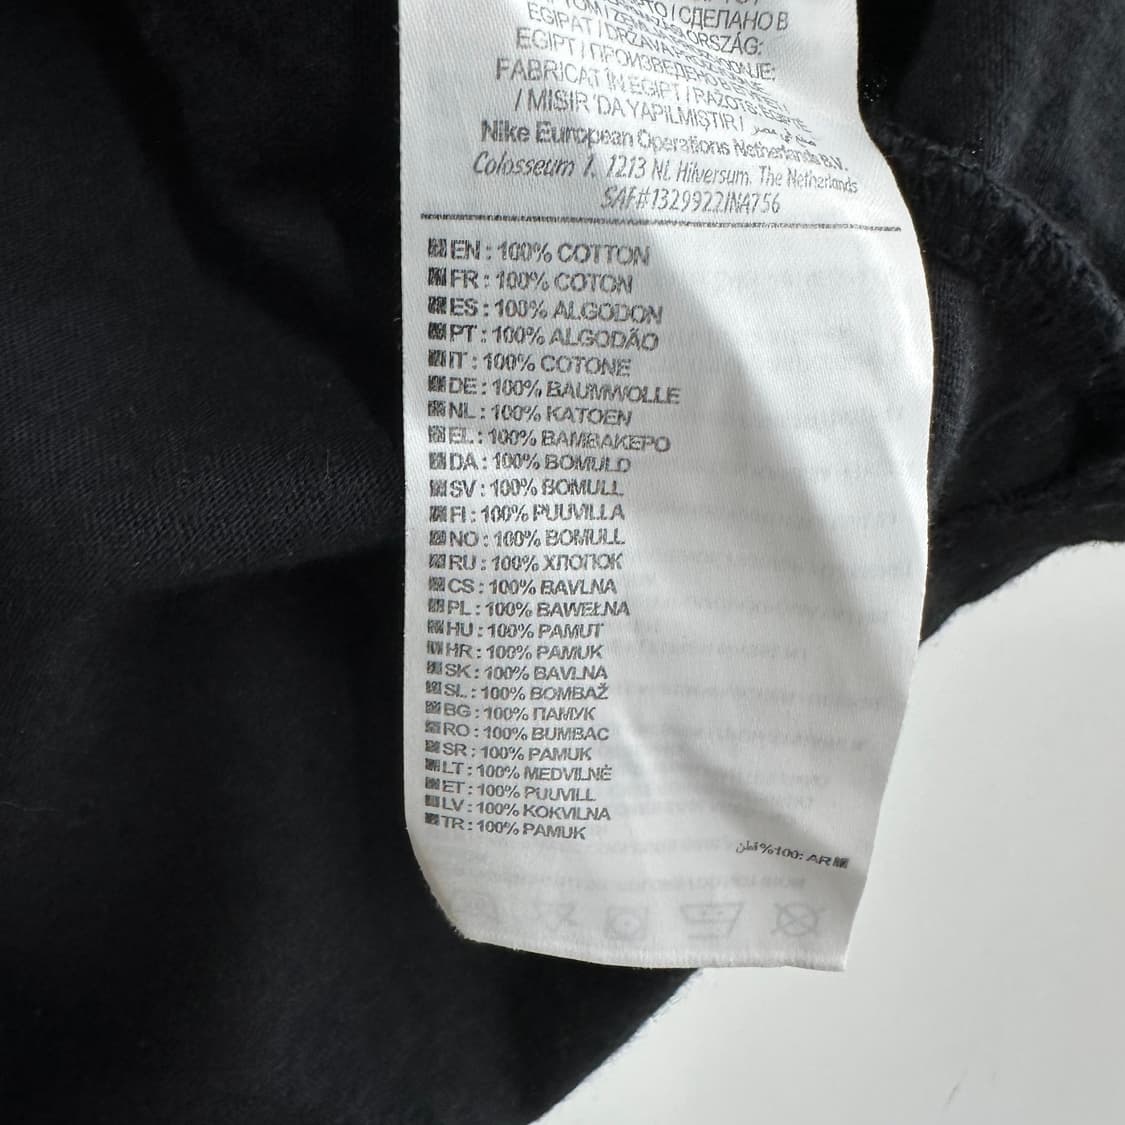 /СДЕЛАНО В
EGIPAT / DRŽAVA
EGIPT / ПРОИЗВЕДЕНО В
FABRICAT ÎN EGIPT / RAŽOTS ĒĢIPTĒ
/ MISIR'DA YAPILMIŞTIR /
Nike European Operations Netherlands B.V.
Colosseum 1, 1213 NL Hilversum, The Netherlands
EN : 100% COTTON
FR : 100% COTON
ES : 100% ALGODON
PT : 100% ALGODÃO
IT : 100% COTONE
DE : 100% BAUMWOLLE
NL : 100% KATOEN
EL : 100% ΒΑΜΒΑΚΕΡΟ
DA : 100% BOMULD
SV : 100% BOMULL
FI : 100% PUUVILLA
NO : 100% BOMULL
RU : 100% ХЛОПОК
CS : 100% BAVLNA
PL : 100% BAWEŁNA
HU : 100% PAMUT
HR : 100% PAMUK
SK : 100% BAVLNA
SL : 100% BOMBAŽ
BG : 100% ПАМУК
RO : 100% BUMBAC
SR : 100% PAMUK
LT : 100% MEDVILNĖ
ET : 100% PUUVILL
LV : 100% KOKVILNA
TR : 100% PAMUK
AR :100% قطن